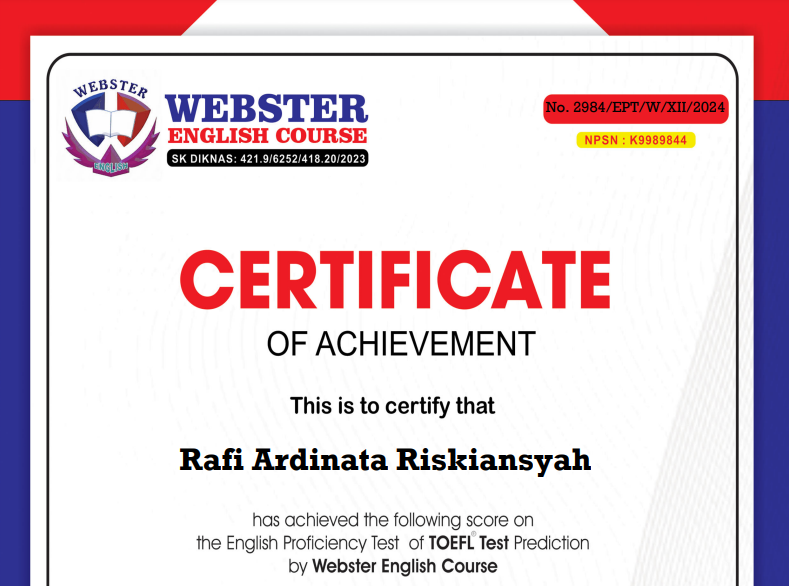 WEBSTER
ENGLISH
WEBSTER
ENGLISH COURSE
SK DIKNAS: 421.9/6252/418.20/2023
No. 2984/EPT/W/XII/2024
NPSN : K9989844
CERTIFICATE
OF ACHIEVEMENT
This is to certify that
Rafi Ardinata Riskiansyah
has achieved the following score on
the English Proficiency Test of TOEFL® Test Prediction
by Webster English Course